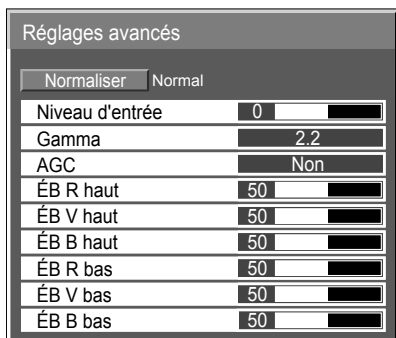 Réglages avancés
Normaliser Normal
Niveau d'entrée 0
Gamma 2.2
AGC Non
ÉB R haut 50
ÉB V haut 50
ÉB B haut 50
ÉB R bas 50
ÉB V bas 50
ÉB B bas 50